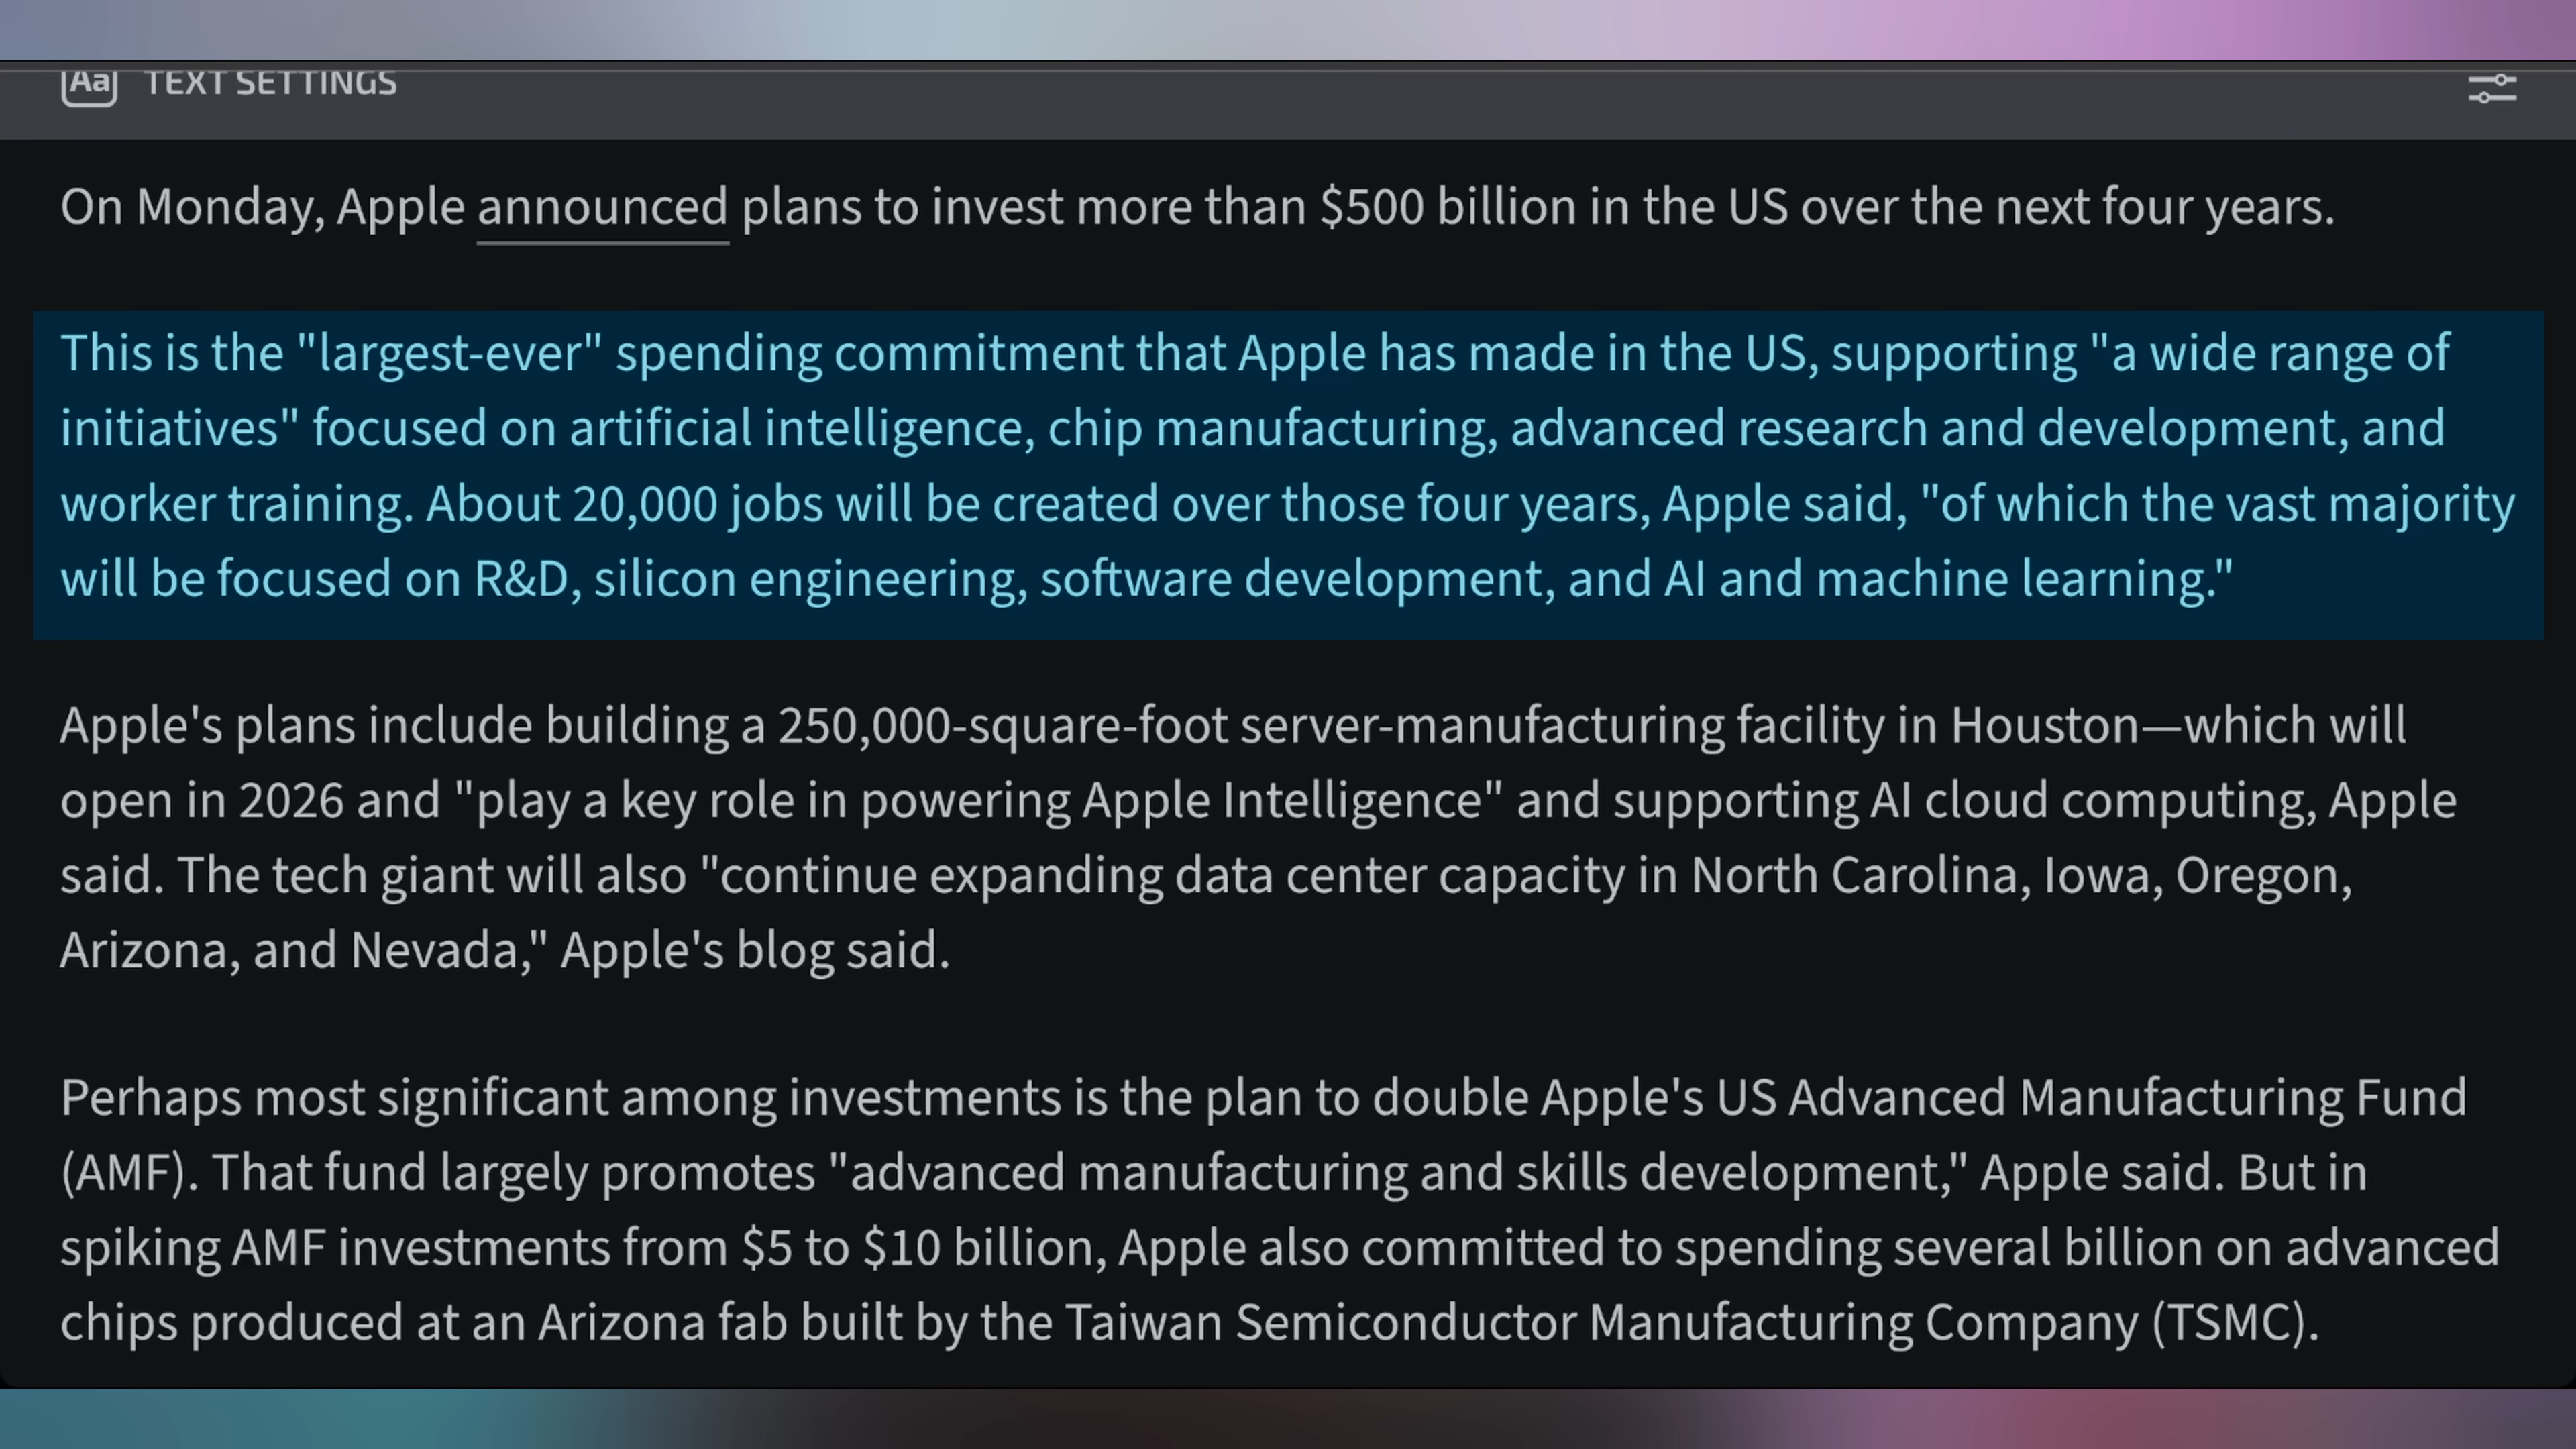 Aa TEXT SETTINGS
On Monday, Apple announced plans to invest more than $500 billion in the US over the next four years.
This is the "largest-ever" spending commitment that Apple has made in the US, supporting "a wide range of
initiatives" focused on artificial intelligence, chip manufacturing, advanced research and development, and
worker training. About 20,000 jobs will be created over those four years, Apple said, "of which the vast majority
will be focused on R&D, silicon engineering, software development, and AI and machine learning."
Apple's plans include building a 250,000-square-foot server-manufacturing facility in Houston—which will
open in 2026 and "play a key role in powering Apple Intelligence" and supporting AI cloud computing, Apple
said. The tech giant will also "continue expanding data center capacity in North Carolina, Iowa, Oregon,
Arizona, and Nevada," Apple's blog said.
Perhaps most significant among investments is the plan to double Apple's US Advanced Manufacturing Fund
(AMF). That fund largely promotes "advanced manufacturing and skills development," Apple said. But in
spiking AMF investments from $5 to $10 billion, Apple also committed to spending several billion on advanced
chips produced at an Arizona fab built by the Taiwan Semiconductor Manufacturing Company (TSMC).